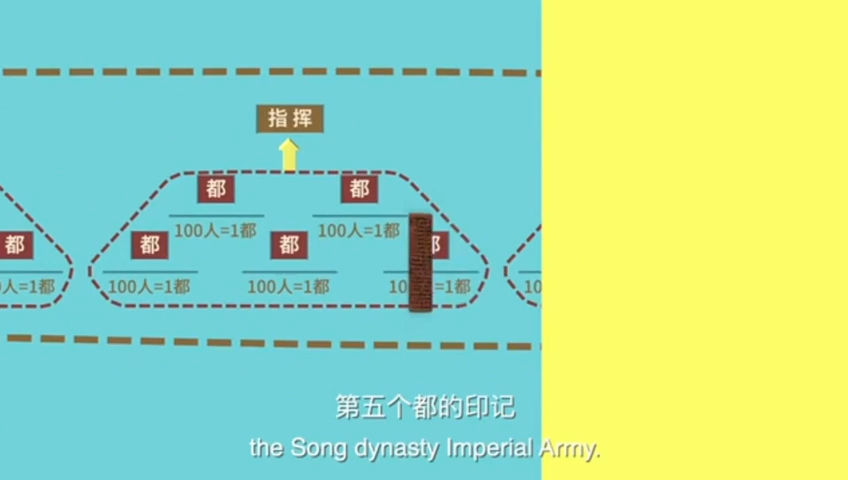 指挥
都 都
100人=1都 100人=1都
都 都 都
人=1都 100人=1都 100人=1都 10 =1都 10
第五个都的印记
the Song dynasty Imperial Army.